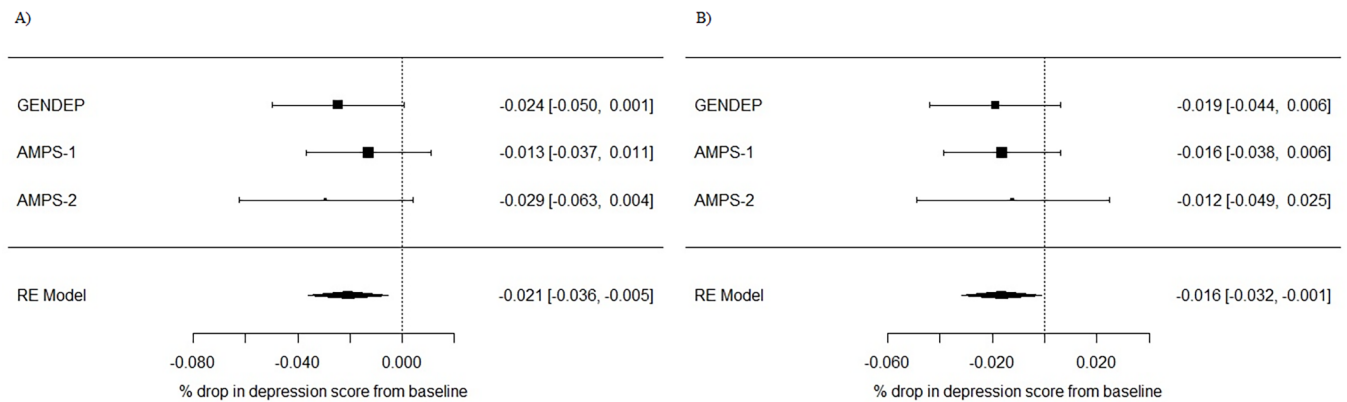 A)
GENDEP -0.024 [-0.050, 0.001]
AMPS-1 -0.013 [-0.037, 0.011]
AMPS-2 -0.029 [-0.063, 0.004]
RE Model -0.021 [-0.036, -0.005]
-0.080 -0.040 0.000
% drop in depression score from baseline
B)
GENDEP -0.019 [-0.044, 0.006]
AMPS-1 -0.016 [-0.038, 0.006]
AMPS-2 -0.012 [-0.049, 0.025]
RE Model -0.016 [-0.032, -0.001]
-0.060 -0.020 0.020
% drop in depression score from baseline